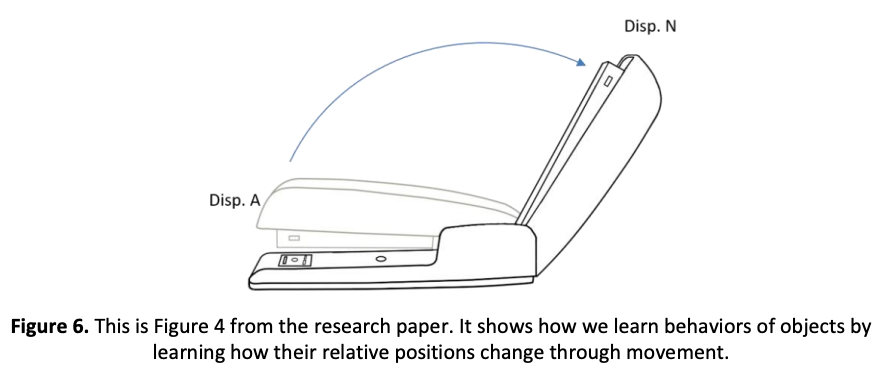 Disp. N
Disp. A
Figure 6. This is Figure 4 from the research paper. It shows how we learn behaviors of objects by
learning how their relative positions change through movement.